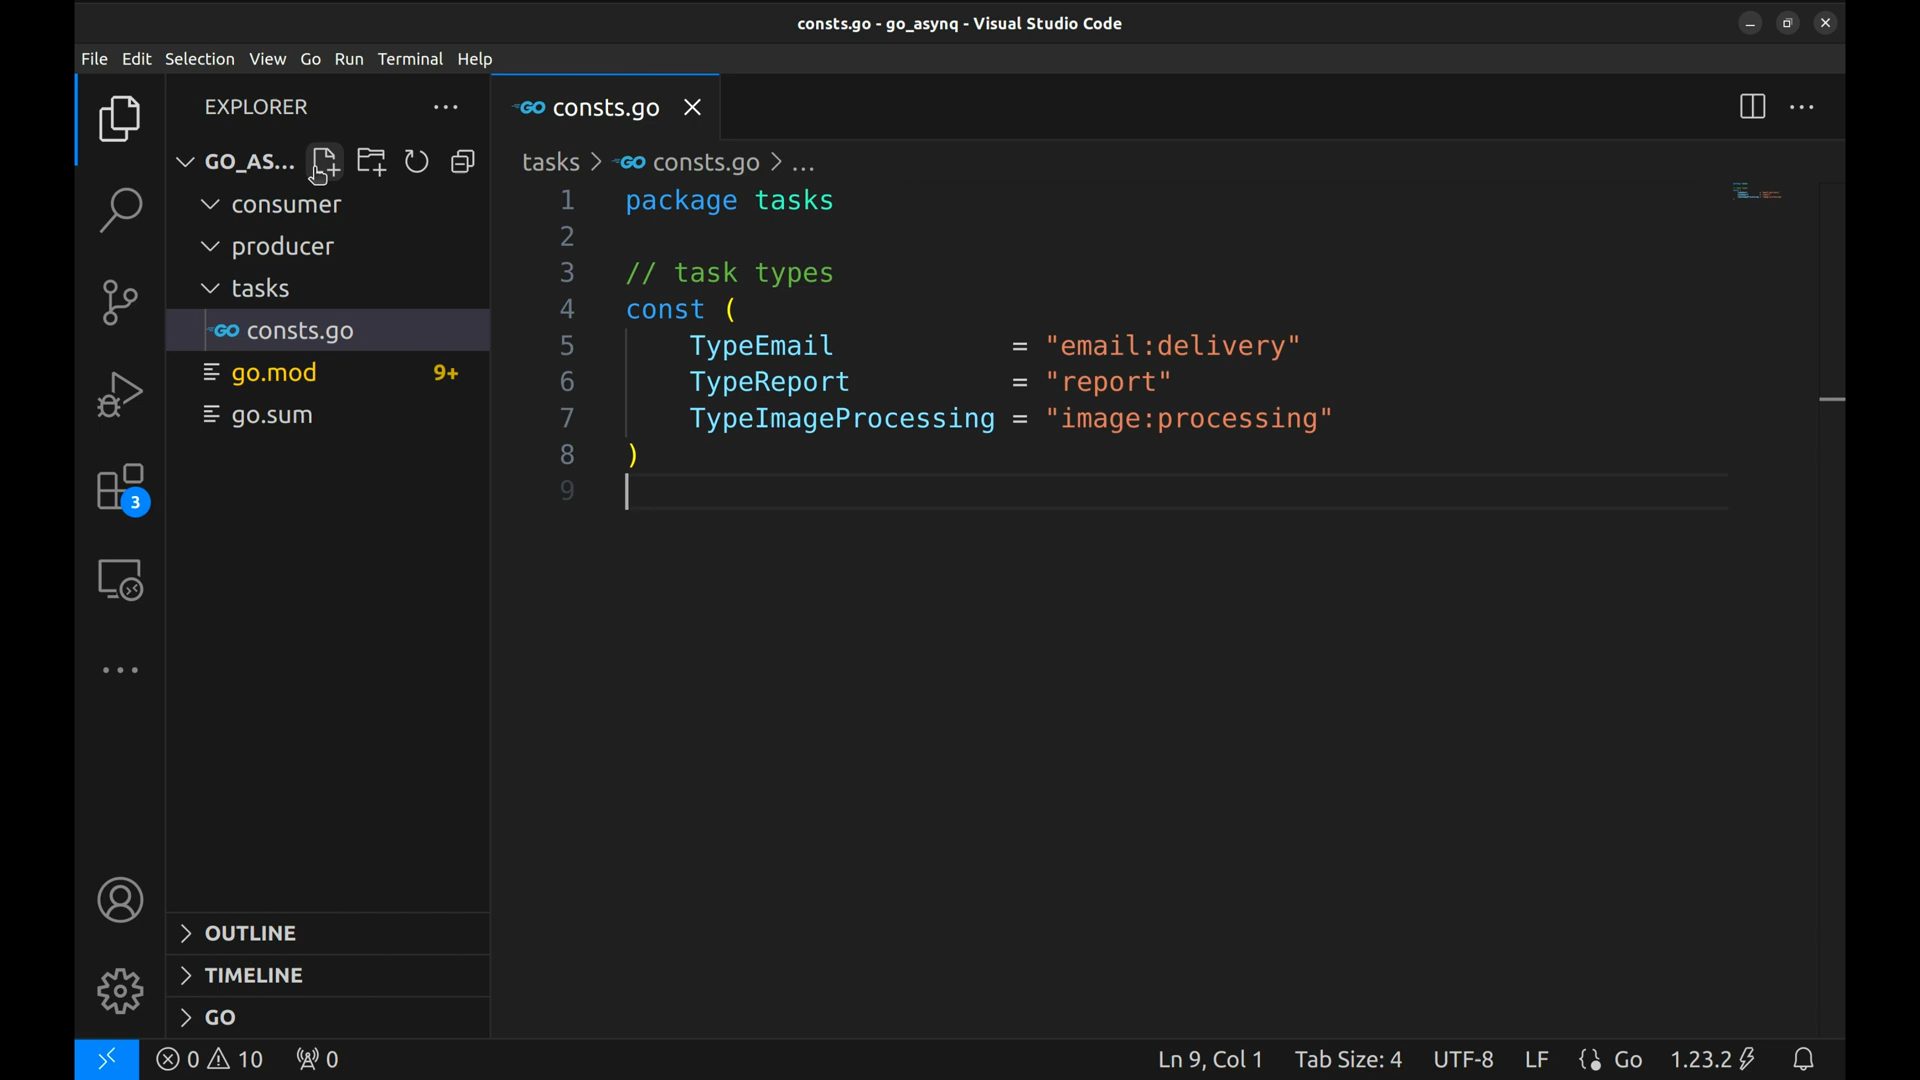 consts.go - go_asynq - Visual Studio Code
File Edit Selection View Go Run Terminal Help
EXPLORER
GO_AS...
consumer
producer
tasks
GO consts.go
go.mod 9+
go.sum
OUTLINE
TIMELINE
GO
3
GO consts.go
tasks > GO consts.go > ...
1 package tasks
2
3 // task types
4 const (
5 TypeEmail = "email:delivery"
6 TypeReport = "report"
7 TypeImageProcessing = "image:processing"
8 )
9
0 10 0
Ln 9, Col 1 Tab Size: 4 UTF-8 LF {} Go 1.23.2